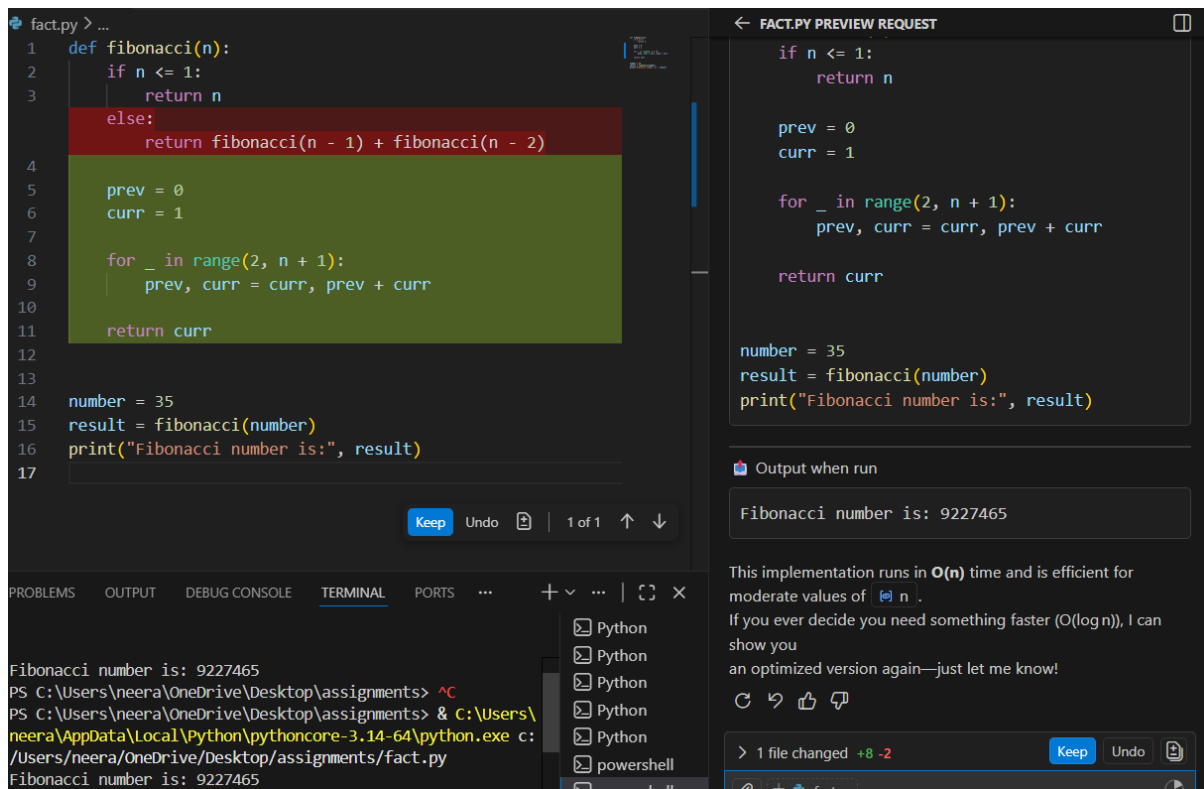 fact.py > ...
1 def fibonacci(n):
2     if n <= 1:
3         return n
    else:
        return fibonacci(n - 1) + fibonacci(n - 2)
4
5     prev = 0
6     curr = 1
7
8     for _ in range(2, n + 1):
9         prev, curr = curr, prev + curr
10
11     return curr
12
13
14 number = 35
15 result = fibonacci(number)
16 print("Fibonacci number is:", result)
17
Keep Undo 1 of 1
PROBLEMS OUTPUT DEBUG CONSOLE TERMINAL PORTS ...
Fibonacci number is: 9227465
PS C:\Users\neera\OneDrive\Desktop\assignments> ^C
PS C:\Users\neera\OneDrive\Desktop\assignments> & C:\Users\
neera\AppData\Local\Python\pythoncore-3.14-64\python.exe c:
/Users/neera/OneDrive/Desktop/assignments/fact.py
Fibonacci number is: 9227465
Python
Python
Python
Python
Python
powershell
FACT.PY PREVIEW REQUEST
    if n <= 1:
        return n

    prev = 0
    curr = 1

    for _ in range(2, n + 1):
        prev, curr = curr, prev + curr

    return curr

number = 35
result = fibonacci(number)
print("Fibonacci number is:", result)
Output when run
Fibonacci number is: 9227465
This implementation runs in O(n) time and is efficient for
moderate values of n .
If you ever decide you need something faster (O(log n)), I can
show you
an optimized version again—just let me know!
> 1 file changed +8 -2 Keep Undo